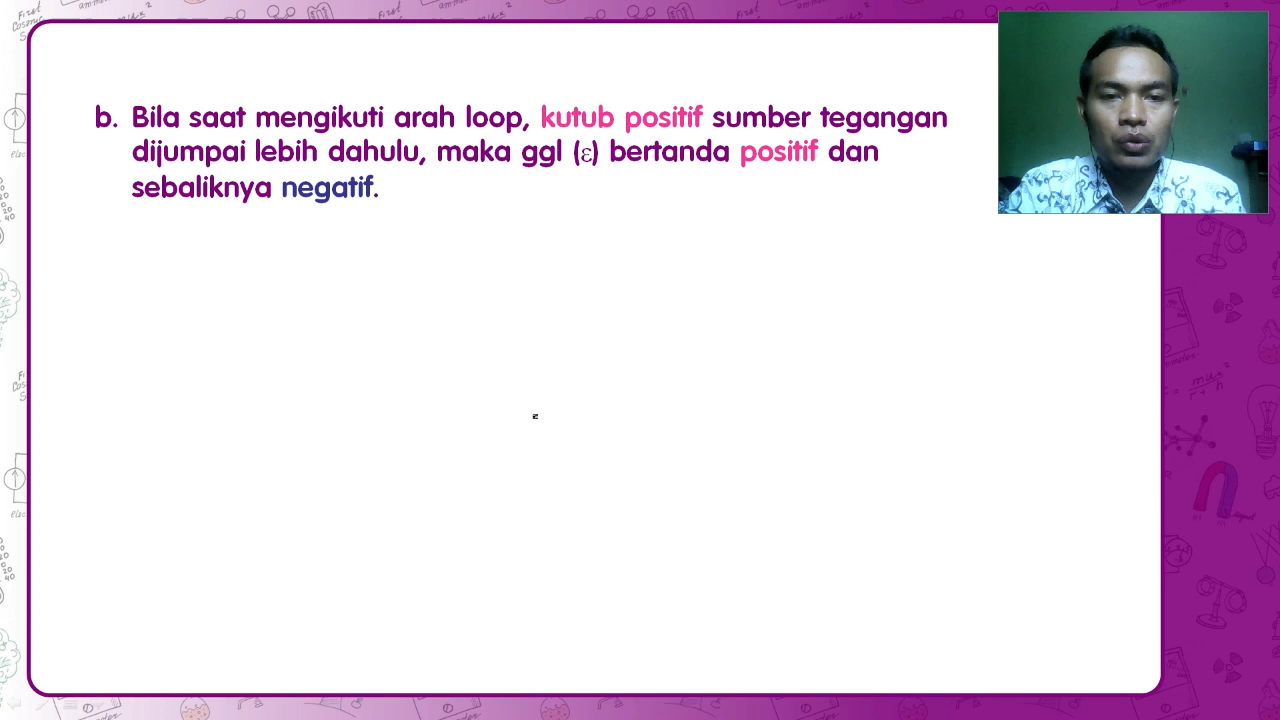 b. Bila saat mengikuti arah loop, kutub positif sumber tegangan
dijumpai lebih dahulu, maka ggl (ε) bertanda positif dan
sebaliknya negatif.